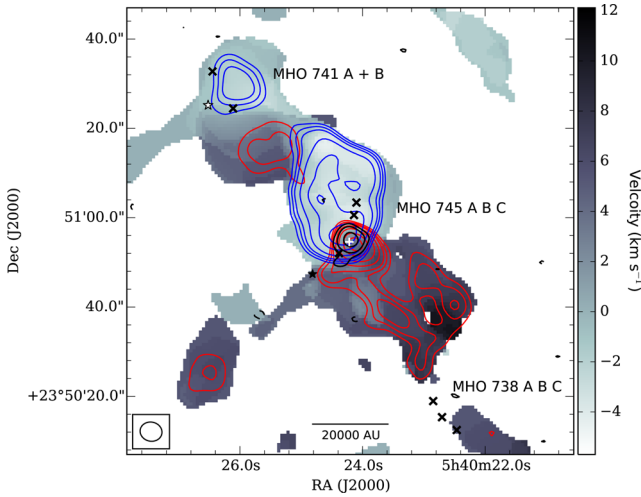 40.0"
MHO 741 A + B
20.0"
MHO 745 A B C
51'00.0"
40.0"
MHO 738 A B C
+23°50'20.0"
20000 AU
26.0s
24.0s
5h40m22.0s
RA (J2000)
Dec (J2000)
12
10
8
6
4
2
0
−2
−4
Velcoity (km s⁻¹)